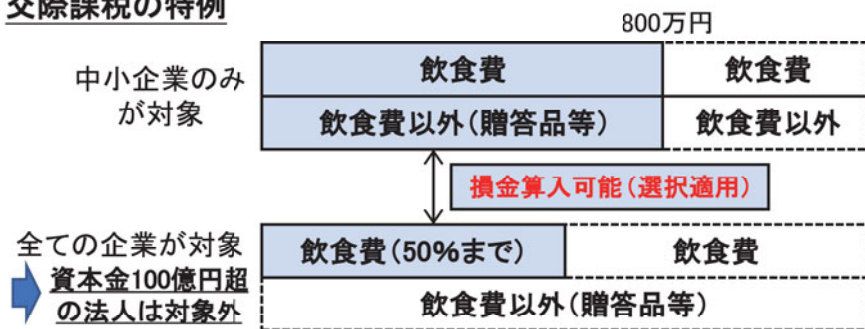 交際課税の特例
800万円
中小企業のみ
が対象
飲食費
飲食費
飲食費以外(贈答品等)
飲食費以外
損金算入可能(選択適用)
全ての企業が対象
資本金100億円超
の法人は対象外
飲食費(50%まで)
飲食費
飲食費以外(贈答品等)